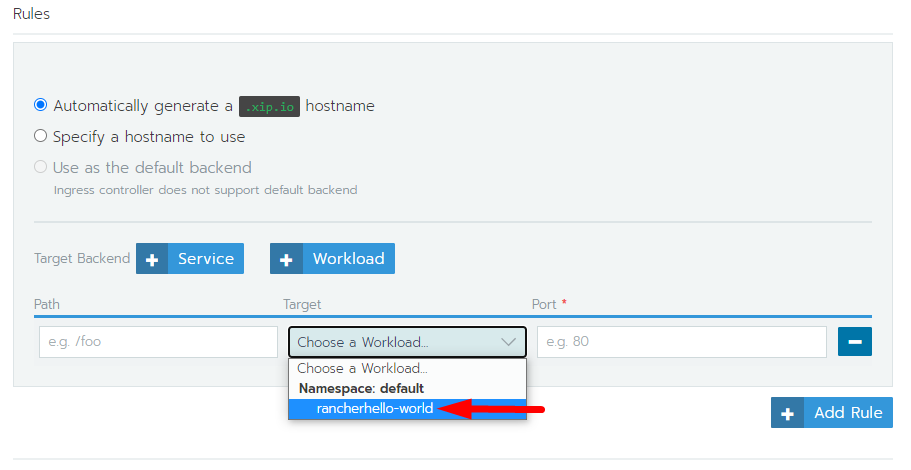 Rules
Automatically generate a .xip.io hostname
Specify a hostname to use
Use as the default backend
Ingress controller does not support default backend
Target Backend + Service + Workload
Path Target Port *
e.g. /foo Choose a Workload... e.g. 80
Choose a Workload...
Namespace: default
rancherhello-world
+ Add Rule